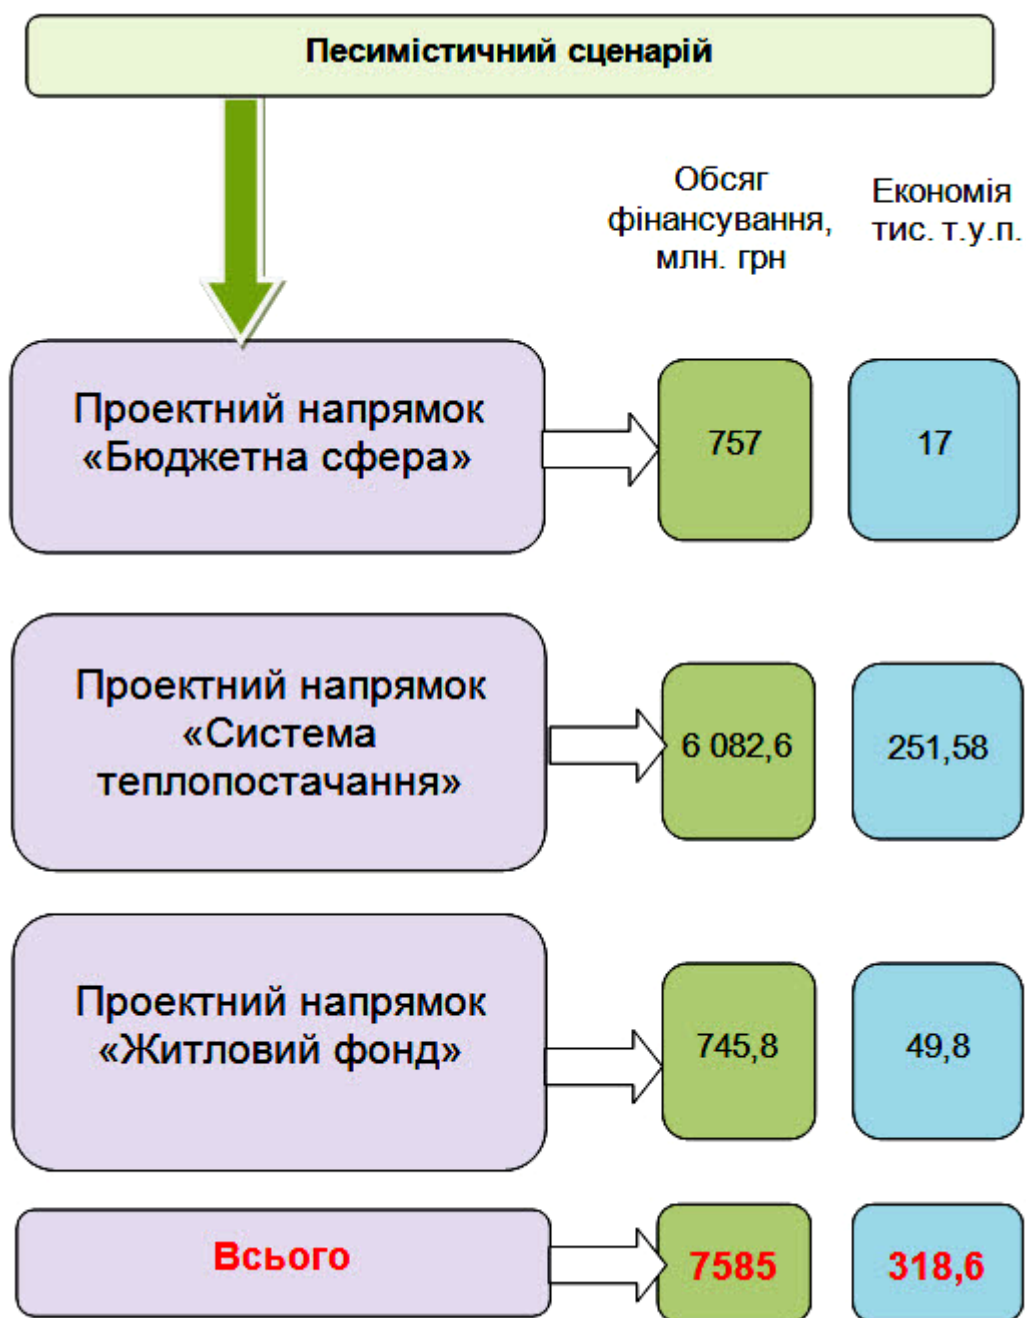 Песимістичний сценарій
Обсяг
фінансування,
млн. грн
Економія
тис. т.у.п.
Проектний напрямок
«Бюджетна сфера»
757
17
Проектний напрямок
«Система
теплопостачання»
6 082,6
251,58
Проектний напрямок
«Житловий фонд»
745,8
49,8
Всього
7585
318,6